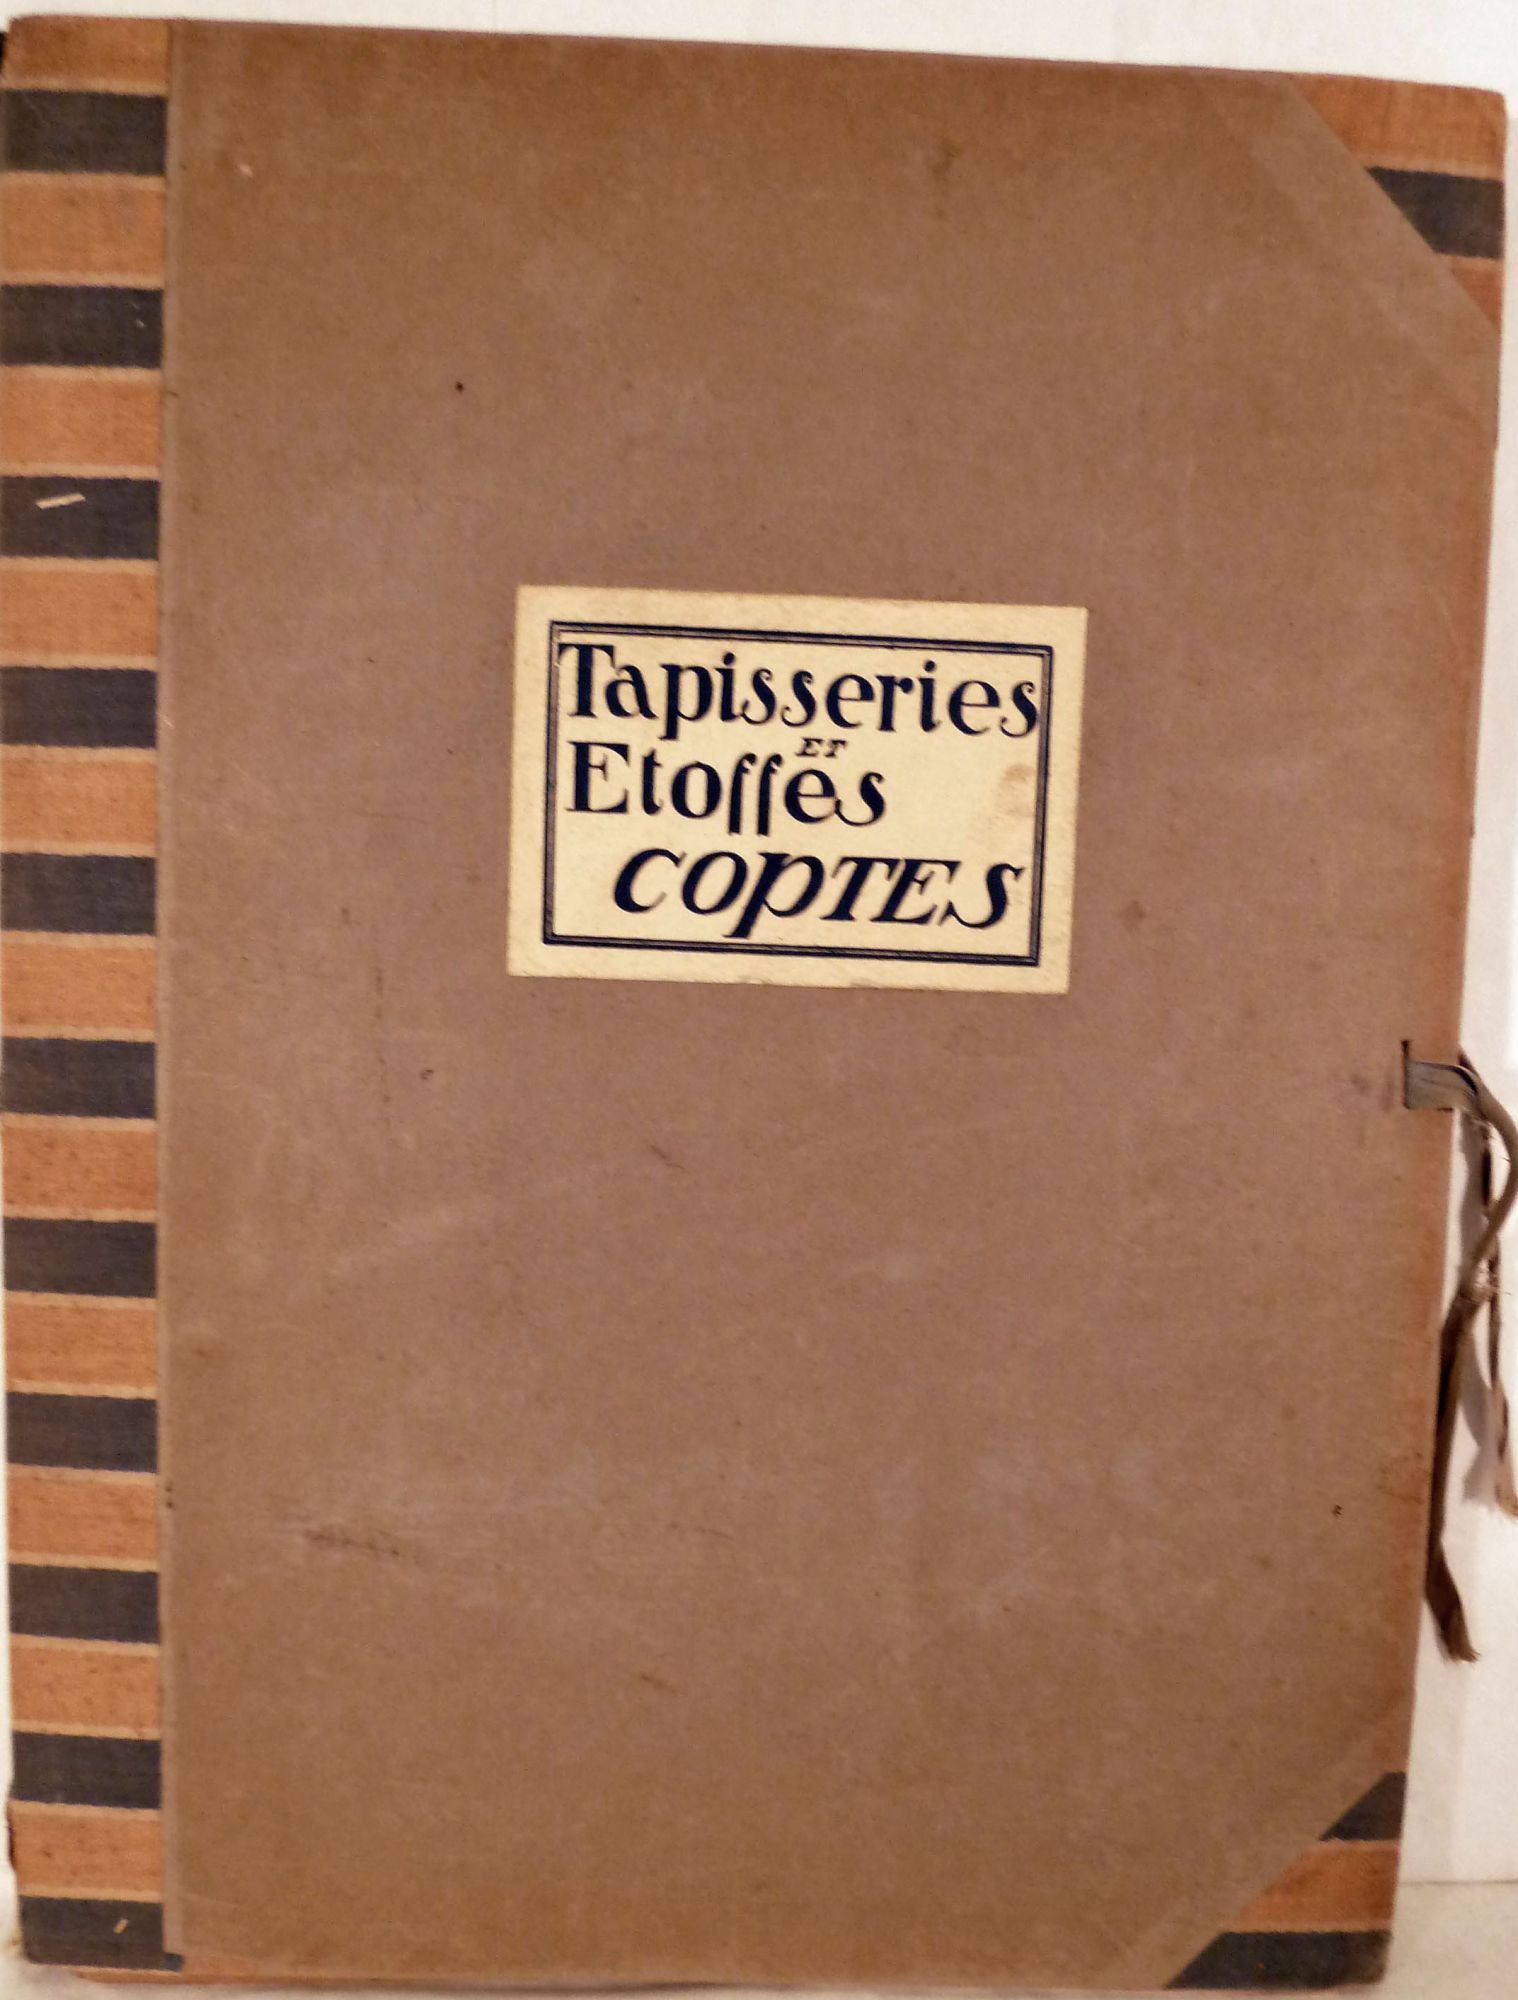 Tapisseries
ET
Etoffes
COPTES